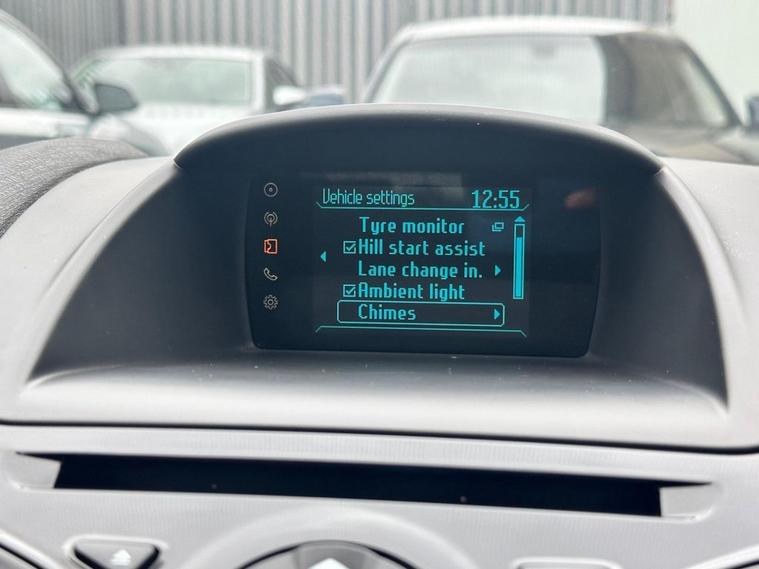 Vehicle settings 12:55
Tyre monitor
Hill start assist
Lane change in.
Ambient light
Chimes